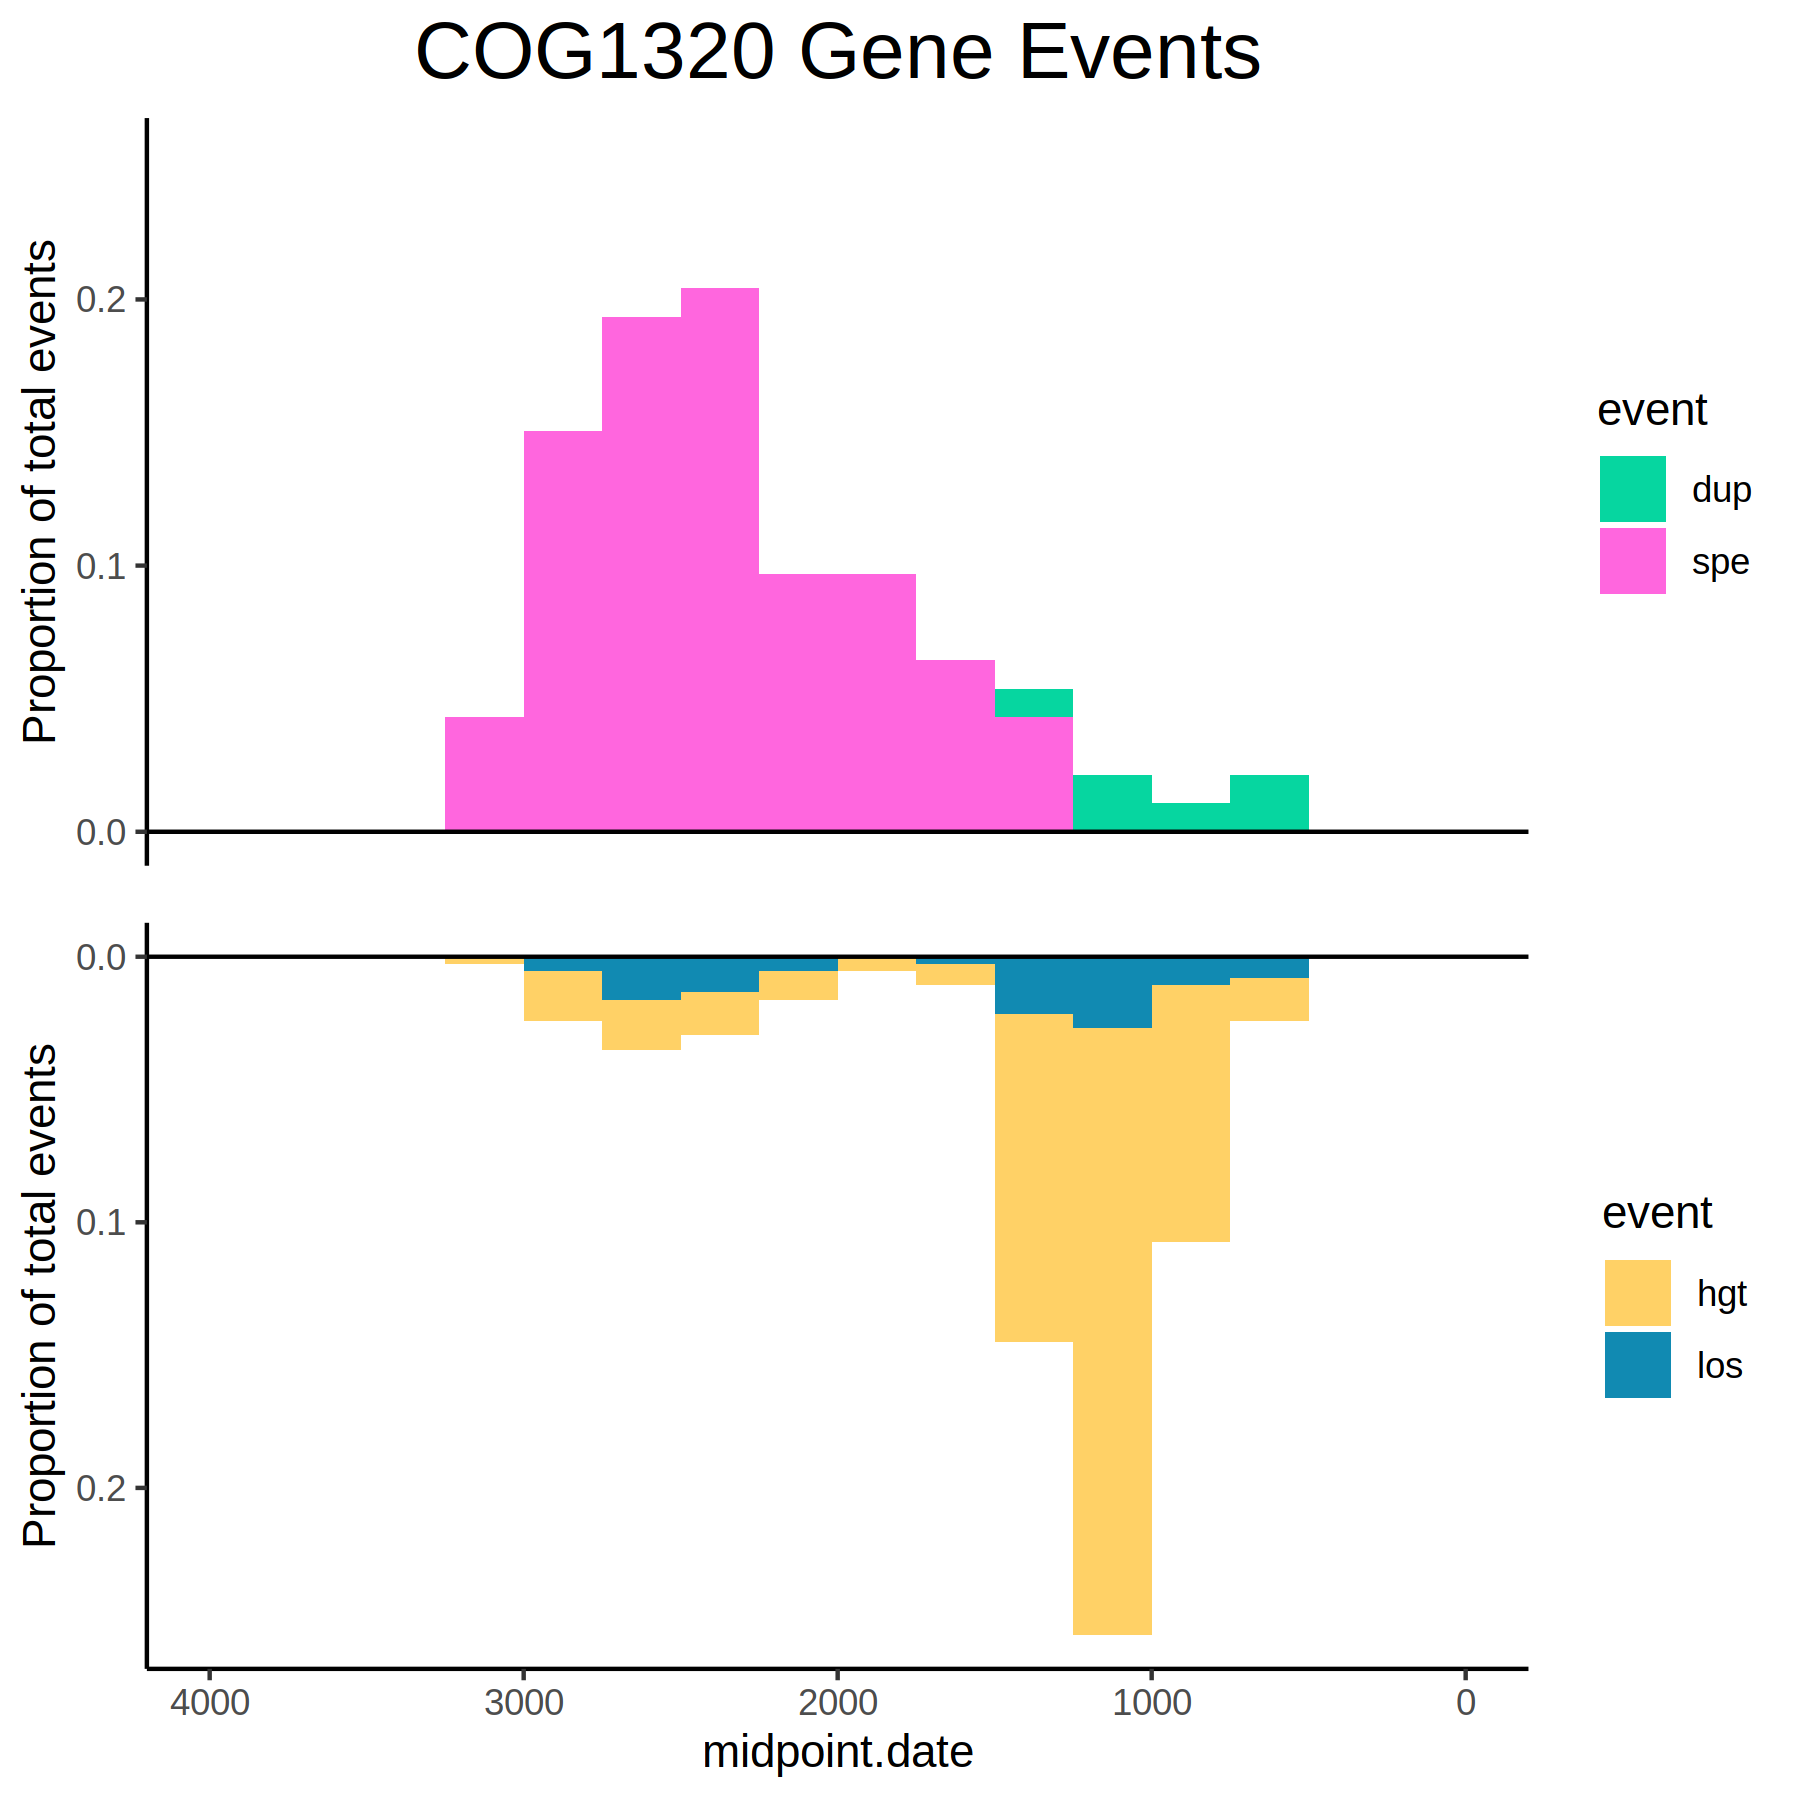 COG1320 Gene Events
Proportion of total events
0.2
0.1
0.0
event
dup
spe
Proportion of total events
0.0
0.1
0.2
event
hgt
los
4000 3000 2000 1000 0
midpoint.date